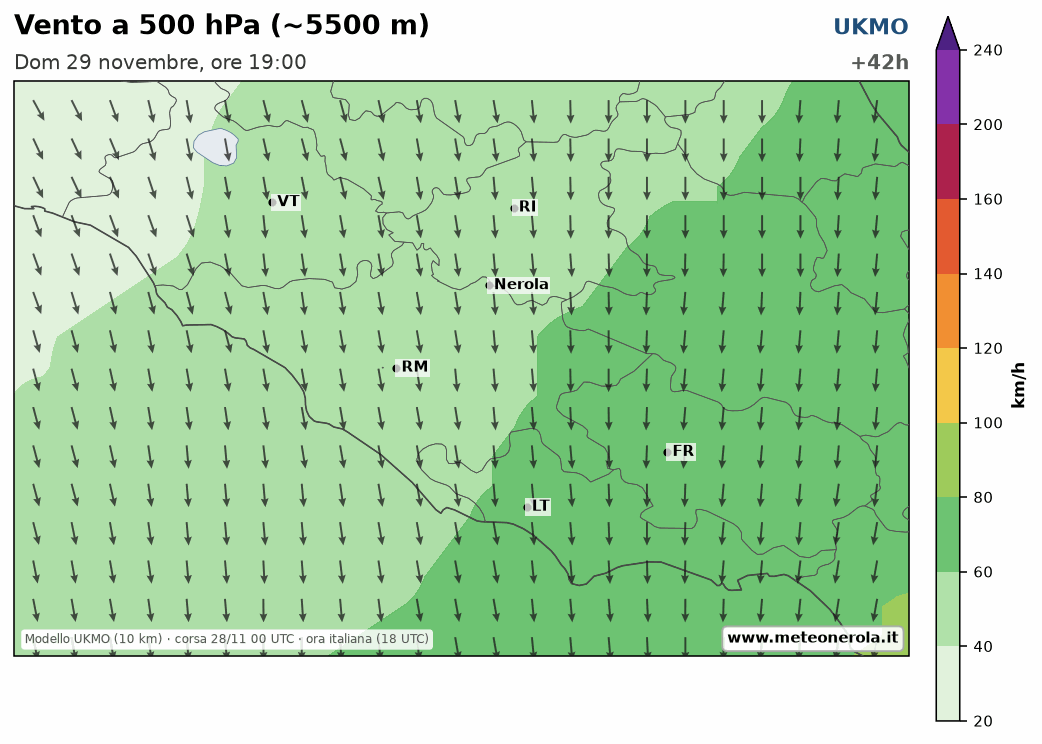 Vento a 500 hPa (~5500 m)
UKMO
Dom 29 novembre, ore 19:00
+42h
VT
RI
Nerola
RM
FR
LT
Modello UKMO (10 km) · corsa 28/11 00 UTC · ora italiana (18 UTC)
www.meteonerola.it
240
200
160
140
120
100
80
60
40
20
km/h